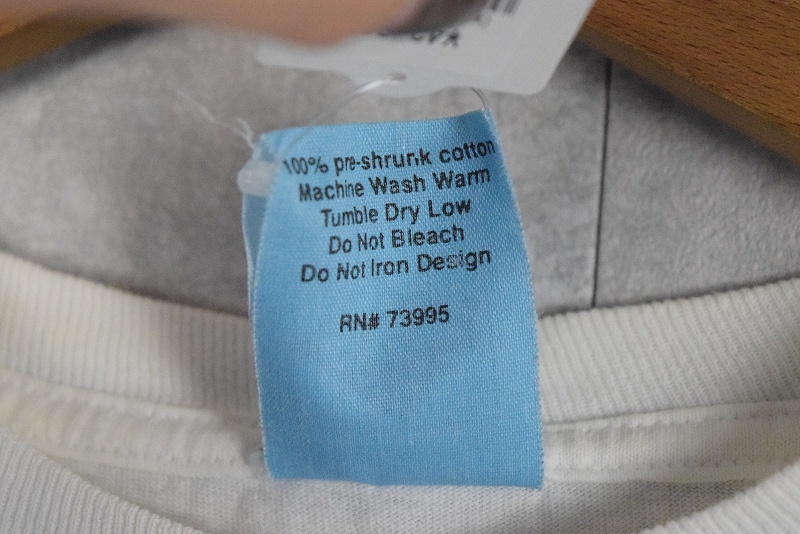 100% pre-shrunk cotton
Machine Wash Warm
Tumble Dry Low
Do Not Bleach
Do Not Iron Design
RN# 73995